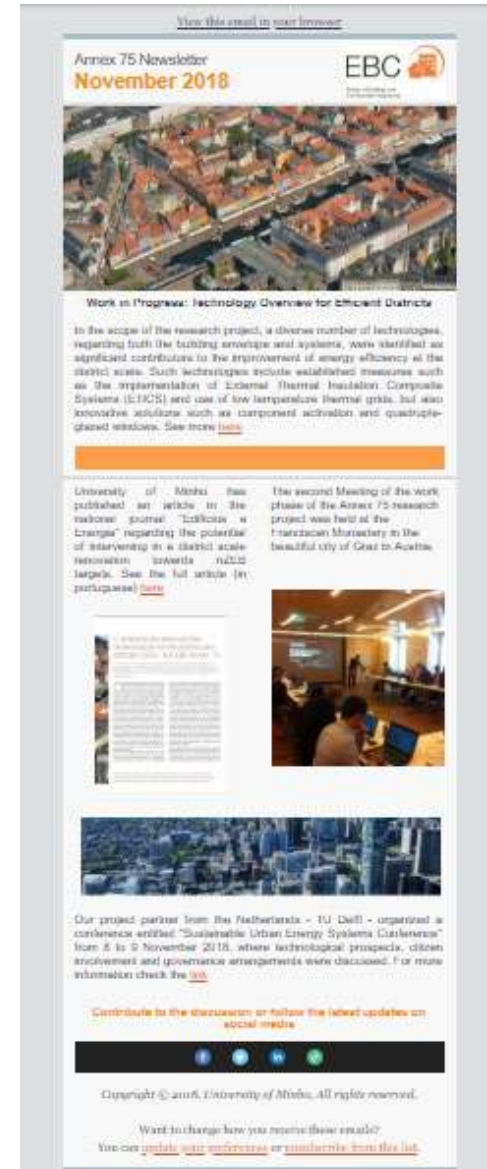 View this email in your browser
Annex 75 Newsletter
November 2018
EBC
Work in Progress: Technology Overview for Efficient Districts
In the scope of the research project, a diverse number of technologies,
regarding both the building envelope and systems, were identified as
significant contributors to the improvement of energy efficiency at the
district scale. Such technologies include established measures such
as the implementation of External Thermal Insulation Composite
Systems (ETICS) and use of low temperature thermal grids, but also
innovative solutions such as component activation and quadruple-
glazed windows. See more here
University of Minho has
published an article in the
national journal "Edifícios e
Energia" regarding the potential
of intervening in a district scale
renovation towards nZEB
targets. See the full article (in
portuguese) here
The second Meeting of the work
phase of the Annex 75 research
project was held at the
Franciscan Monastery in the
beautiful city of Graz in Austria.
Our project partner from the Netherlands - TU Delft - organized a
conference entitled "Sustainable Urban Energy Systems Conference"
from 8 to 9 November 2018, where technological prospects, citizen
involvement and governance arrangements were discussed. For more
information check the link
Contribute to the discussion or follow the latest updates on
social media
Copyright © 2018, University of Minho, All rights reserved.
Want to change how you receive these emails?
You can update your preferences or unsubscribe from this list.